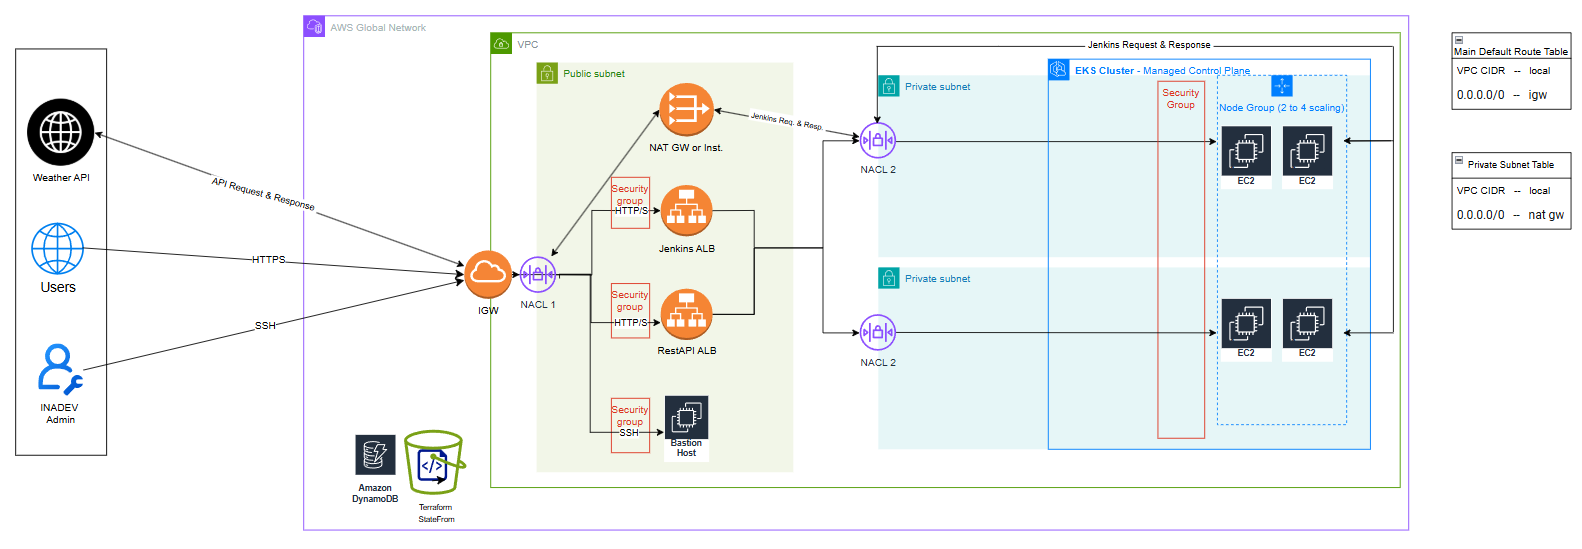 AWS Global Network
VPC
Public subnet
Weather API
API Request & Response
Users
HTTPS
SSH
INADEV
Admin
IGW
NACL 1
NAT GW or Inst.
Jenkins Req. & Resp.
Security
group
HTTP/S
Jenkins ALB
Security
group
HTTP/S
RestAPI ALB
Security
group
SSH
Bastion
Host
Amazon
DynamoDB
Terraform
StateFrom
Jenkins Request & Response
Private subnet
NACL 2
Private subnet
NACL 2
EKS Cluster - Managed Control Plane
Security
Group
Node Group (2 to 4 scaling)
EC2
EC2
EC2
EC2
Main Default Route Table
VPC CIDR -- local
0.0.0.0/0 -- igw
Private Subnet Table
VPC CIDR -- local
0.0.0.0/0 -- nat gw